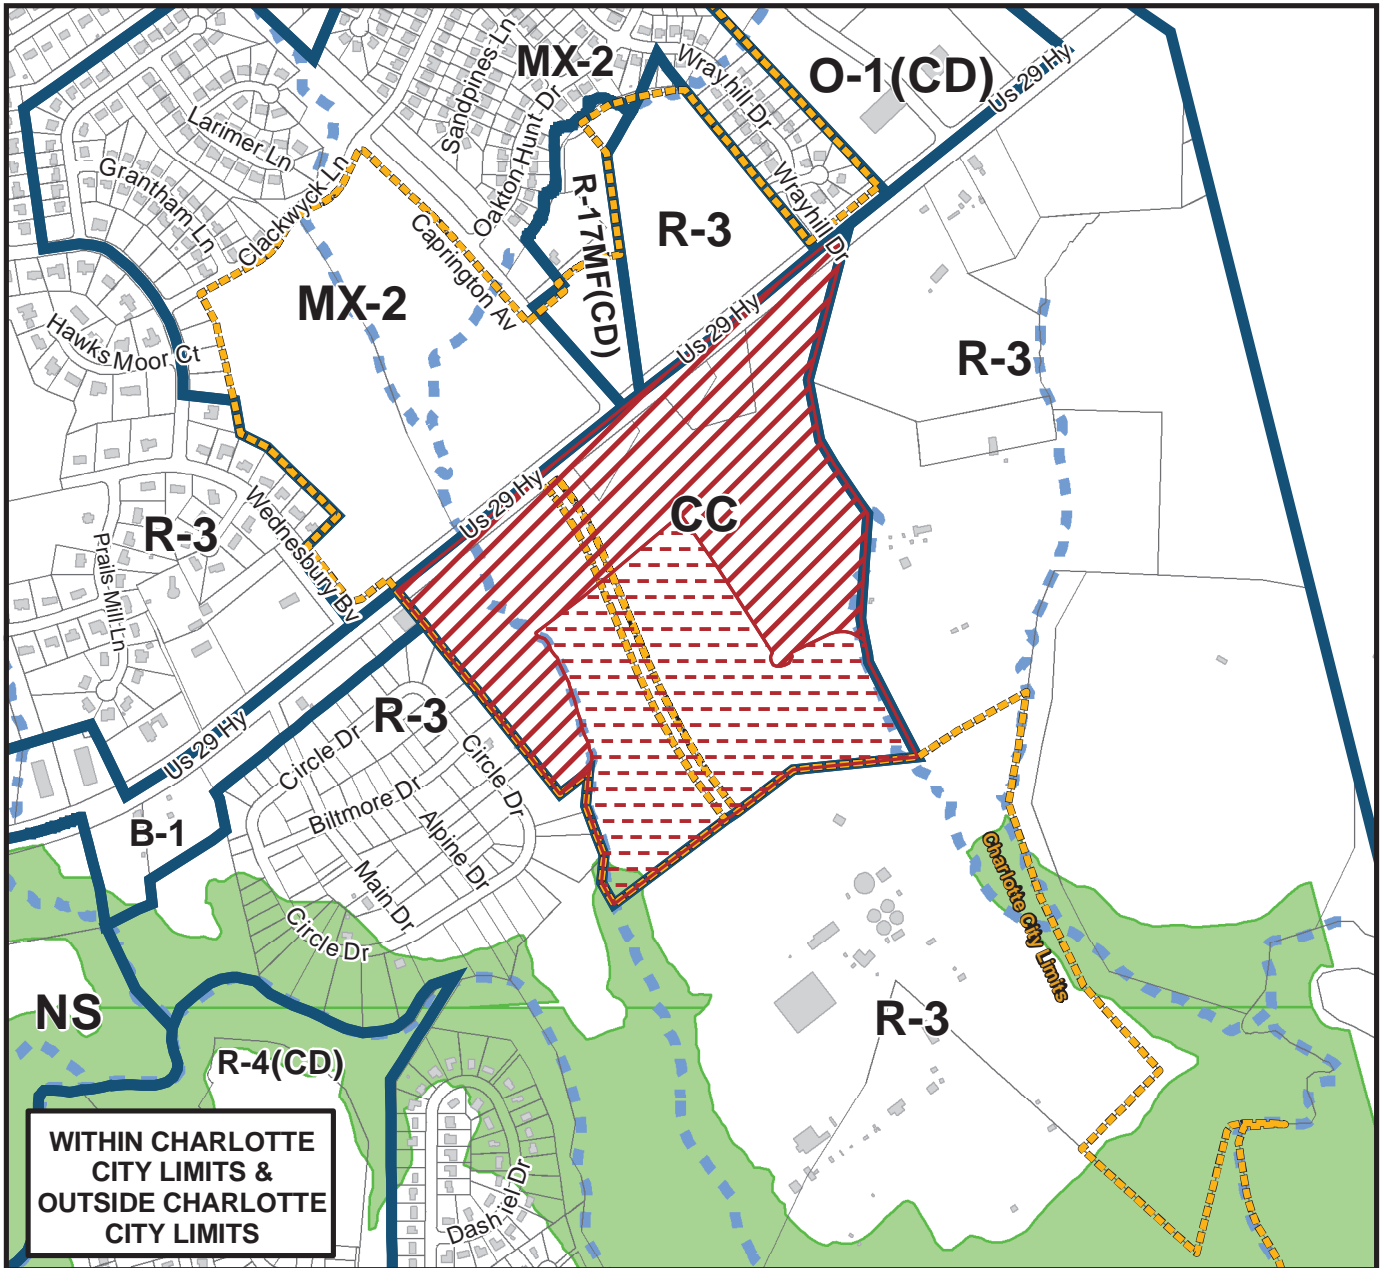 MX-2
O-1(CD)
Us 29 Hy
Sandpines Ln
Wrayhill Dr
Larimer Ln
Oakton Hunt Dr
Grantham Ln
Clackwyck Ln
Wrayhill Dr
R-17MF(CD)
R-3
Caprington Av
MX-2
Hawks Moor Ct
Us 29 Hy
R-3
CC
Us 29 Hy
R-3
Wednesbury Bv
Prails Mill Ln
R-3
Us 29 Hy
Circle Dr
Circle Dr
Biltmore Dr
Alpine Dr
B-1
Main Dr
Circle Dr
Charlotte City Limits
NS
R-3
R-4(CD)
Dashiel Dr
WITHIN CHARLOTTE
CITY LIMITS &
OUTSIDE CHARLOTTE
CITY LIMITS